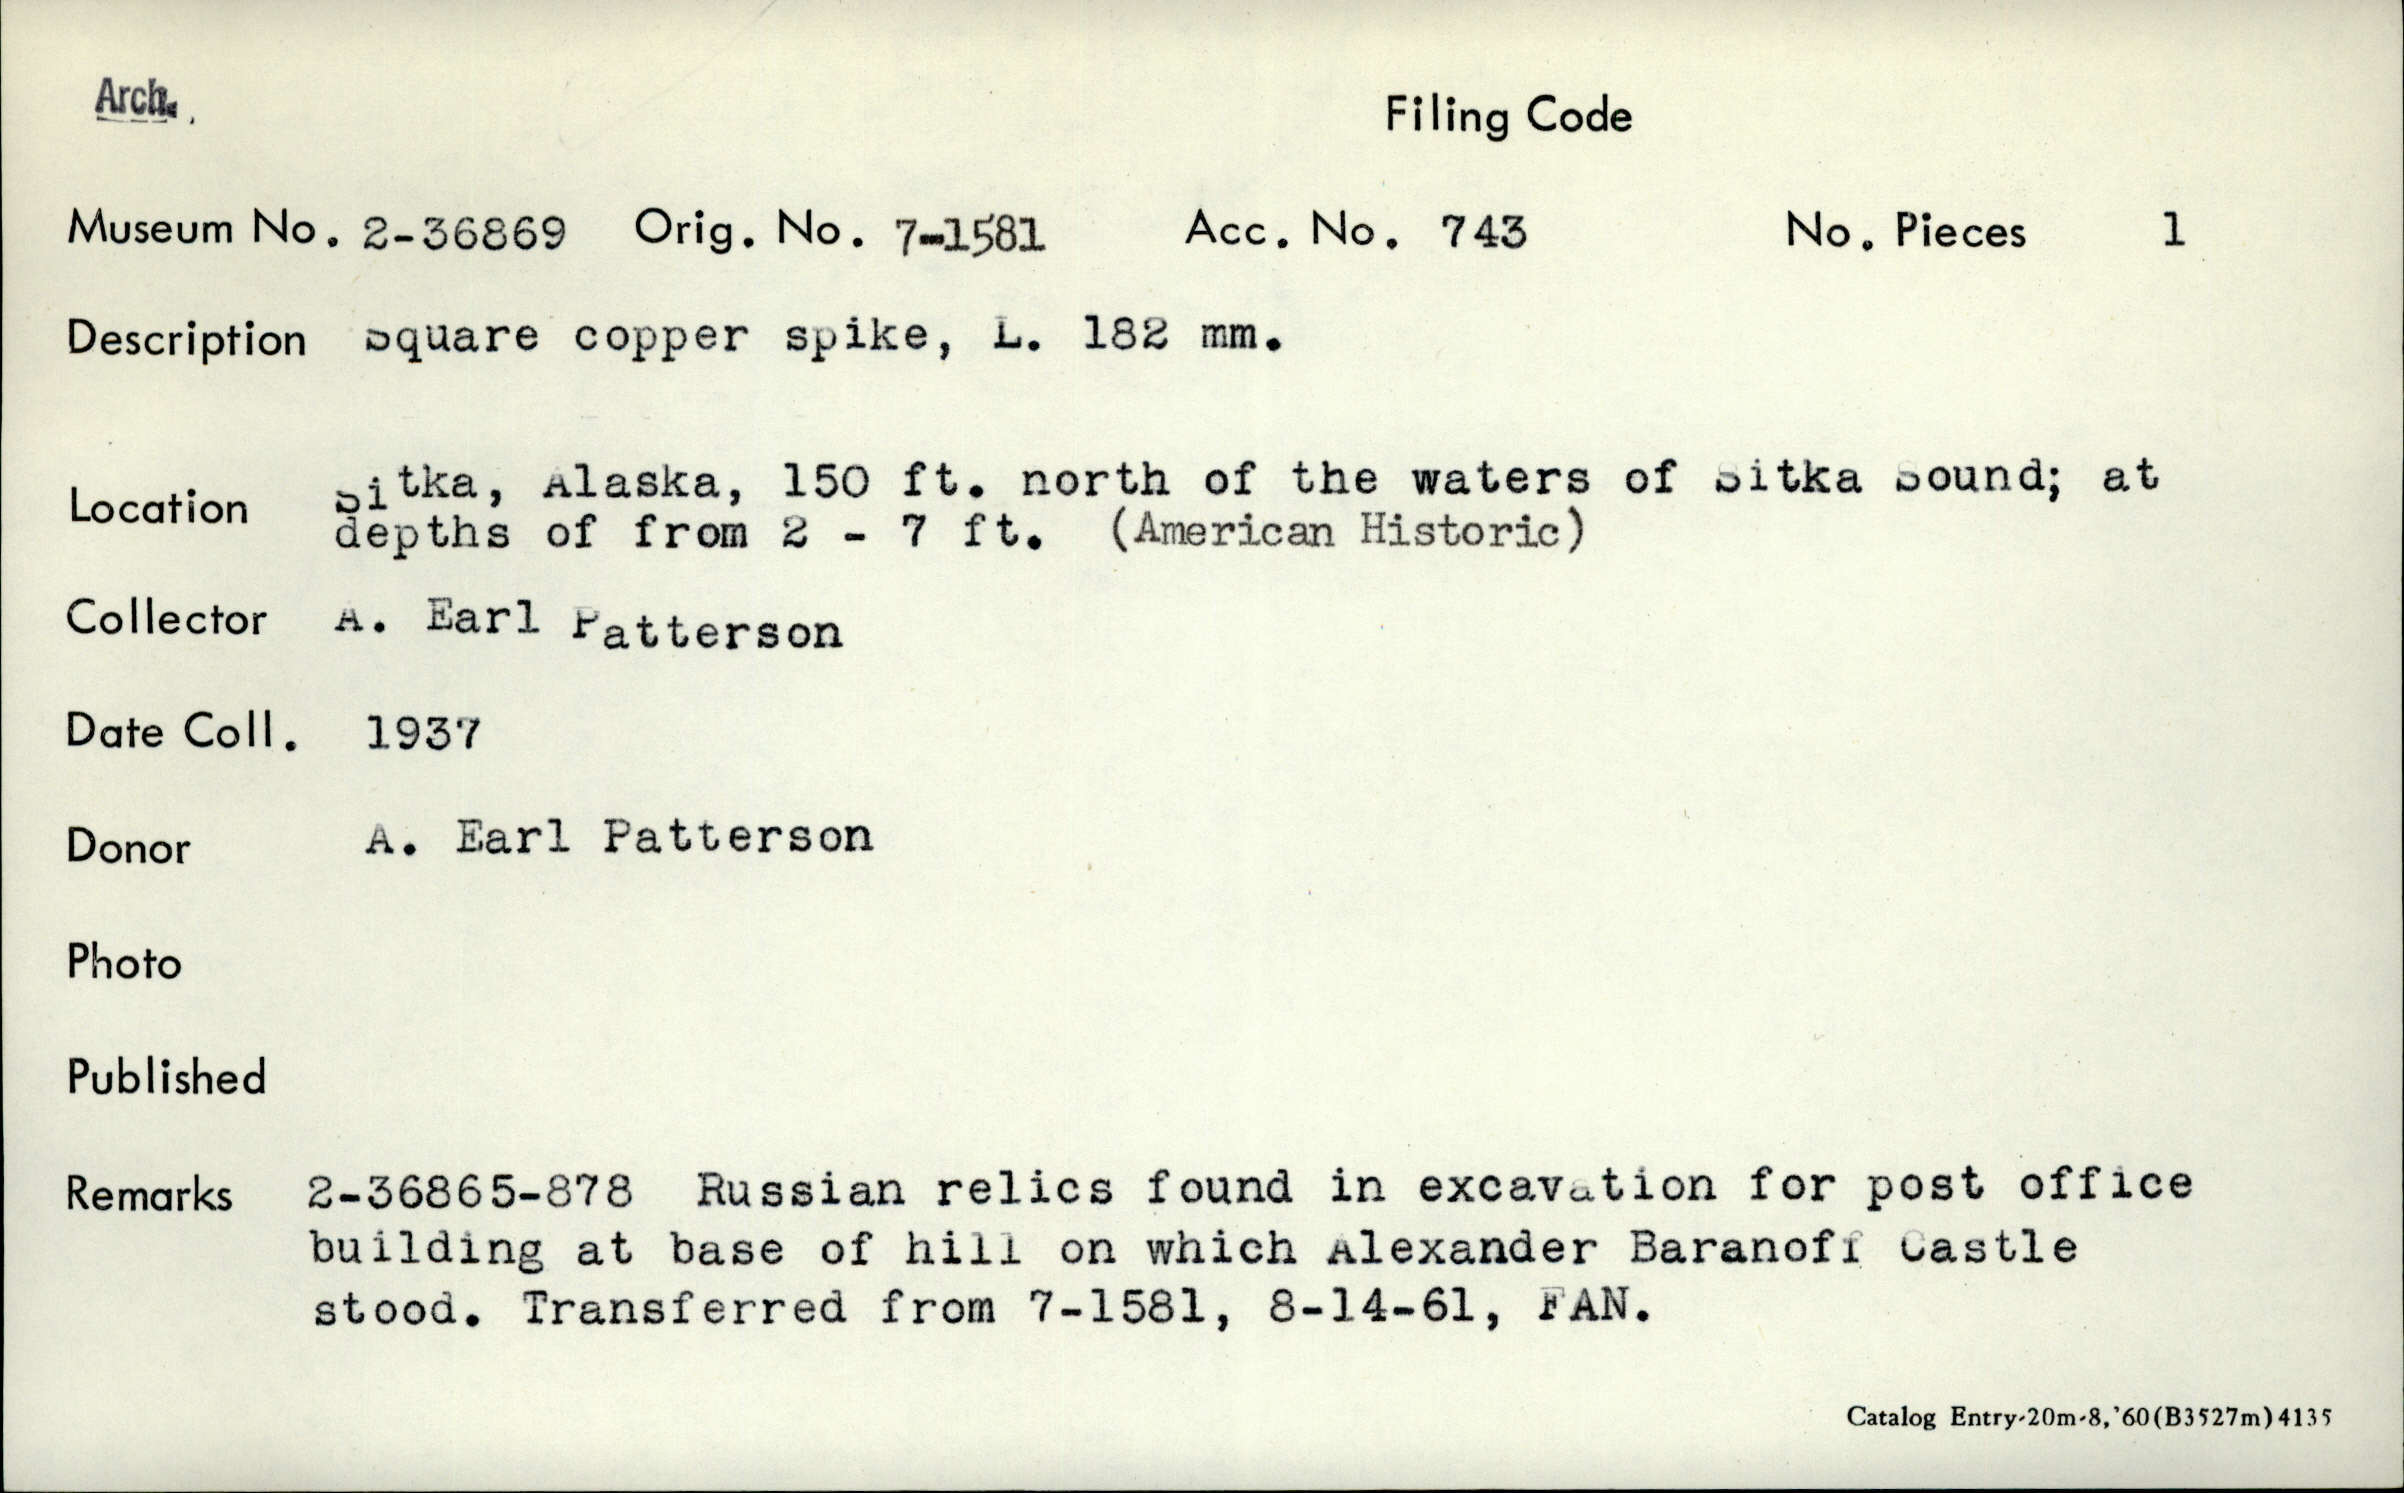 Arch.
Filing Code
Museum No. 2-36869 Orig. No. 7-1581 Acc. No. 743 No. Pieces 1
Description Square copper spike, L. 182 mm.
Location Sitka, Alaska, 150 ft. north of the waters of Sitka Sound; at
depths of from 2 - 7 ft. (American Historic)
Collector A. Earl Patterson
Date Coll. 1937
Donor A. Earl Patterson
Photo
Published
Remarks 2-36865-878 Russian relics found in excavation for post office
building at base of hill on which Alexander Baranoff Castle
stood. Transferred from 7-1581, 8-14-61, FAN.
Catalog Entry-20m-8,'60(B3527m)4135